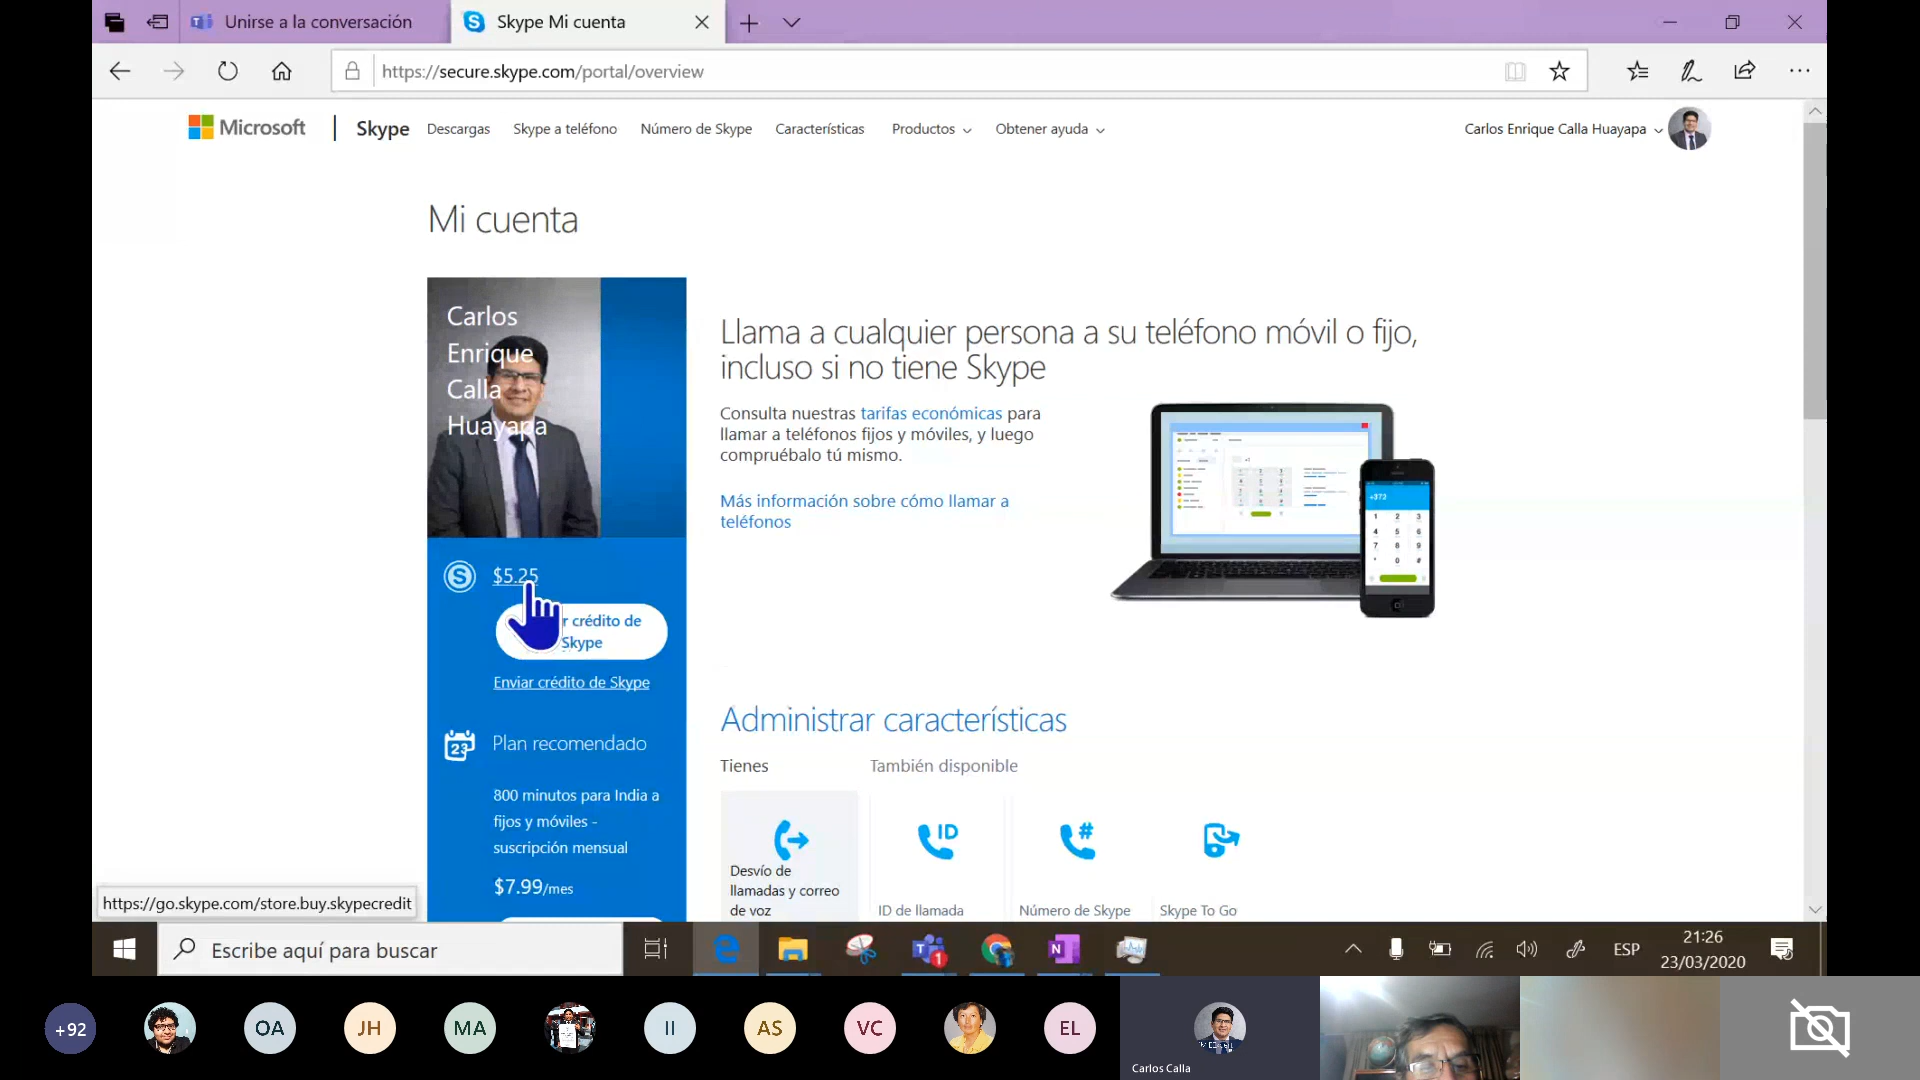 Unirse a la conversación
Skype Mi cuenta
https://secure.skype.com/portal/overview
Microsoft
Skype
Descargas
Skype a teléfono
Número de Skype
Características
Productos
Obtener ayuda
Carlos Enrique Calla Huayapa
Mi cuenta
Carlos
Enrique
Calla
Huayapa
Llama a cualquier persona a su teléfono móvil o fijo,
incluso si no tiene Skype
Consulta nuestras tarifas económicas para
llamar a teléfonos fijos y móviles, y luego
compruébalo tú mismo.
Más información sobre cómo llamar a
teléfonos
$5.25
r crédito de
Skype
Enviar crédito de Skype
23
Plan recomendado
800 minutos para India a
fijos y móviles -
suscripción mensual
$7.99/mes
Administrar características
Tienes
También disponible
Desvío de
llamadas y correo
de voz
ID
ID de llamada
#
Número de Skype
Skype To Go
https://go.skype.com/store.buy.skypecredit
Escribe aquí para buscar
ESP
21:26
23/03/2020
+92
OA
JH
MA
II
AS
VC
EL
Carlos Calla